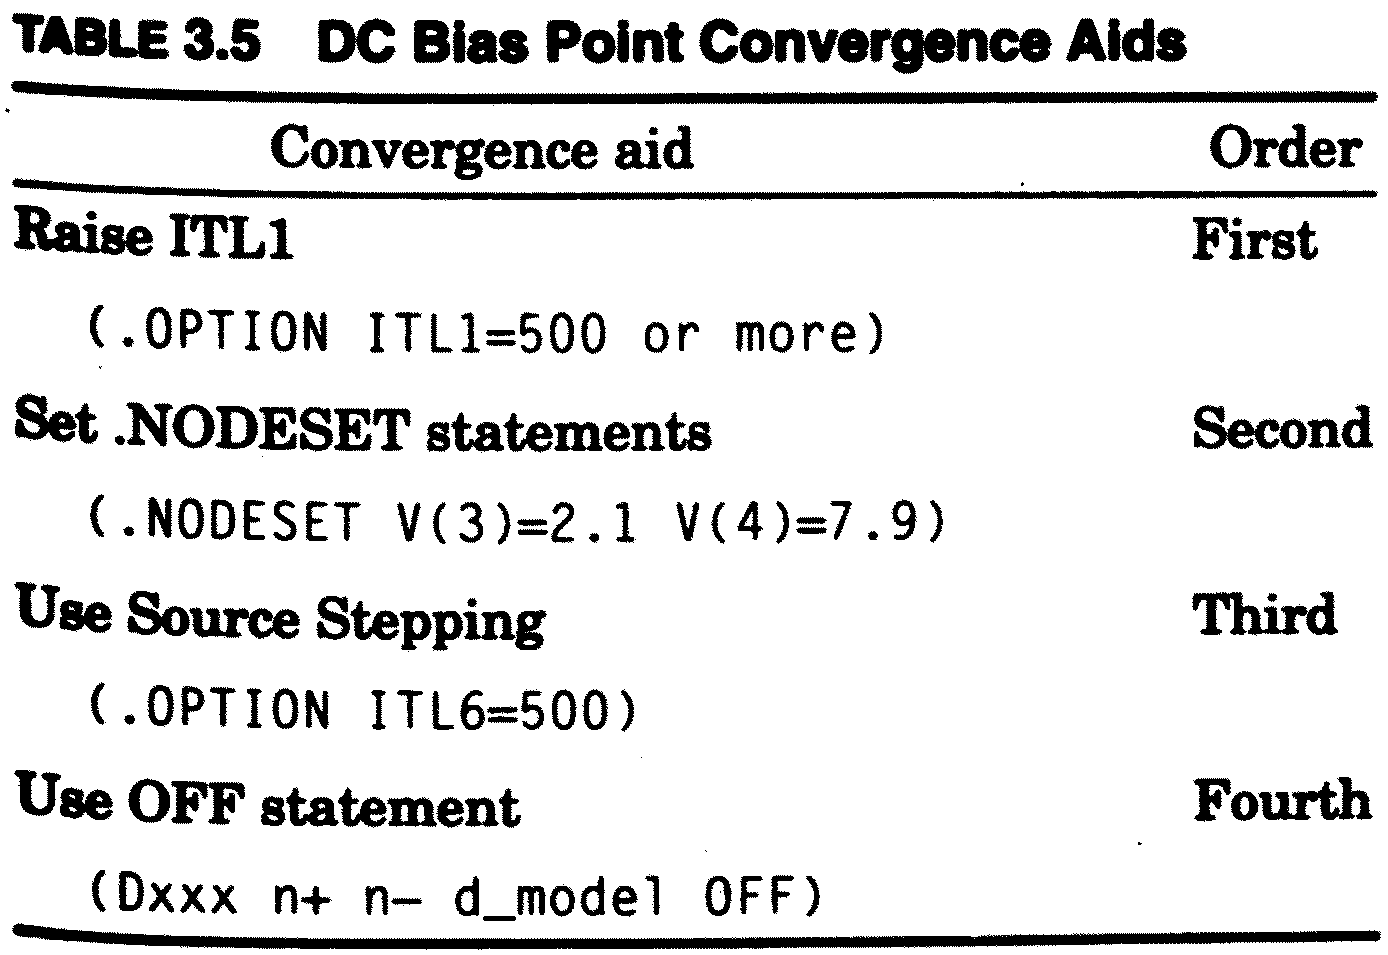 TABLE 3.5 DC Bias Point Convergence Aids
Convergence aid Order
Raise ITL1 First
(.OPTION ITL1=500 or more)
Set .NODESET statements Second
(.NODESET V(3)=2.1 V(4)=7.9)
Use Source Stepping Third
(.OPTION ITL6=500)
Use OFF statement Fourth
(Dxxx n+ n– d_model OFF)